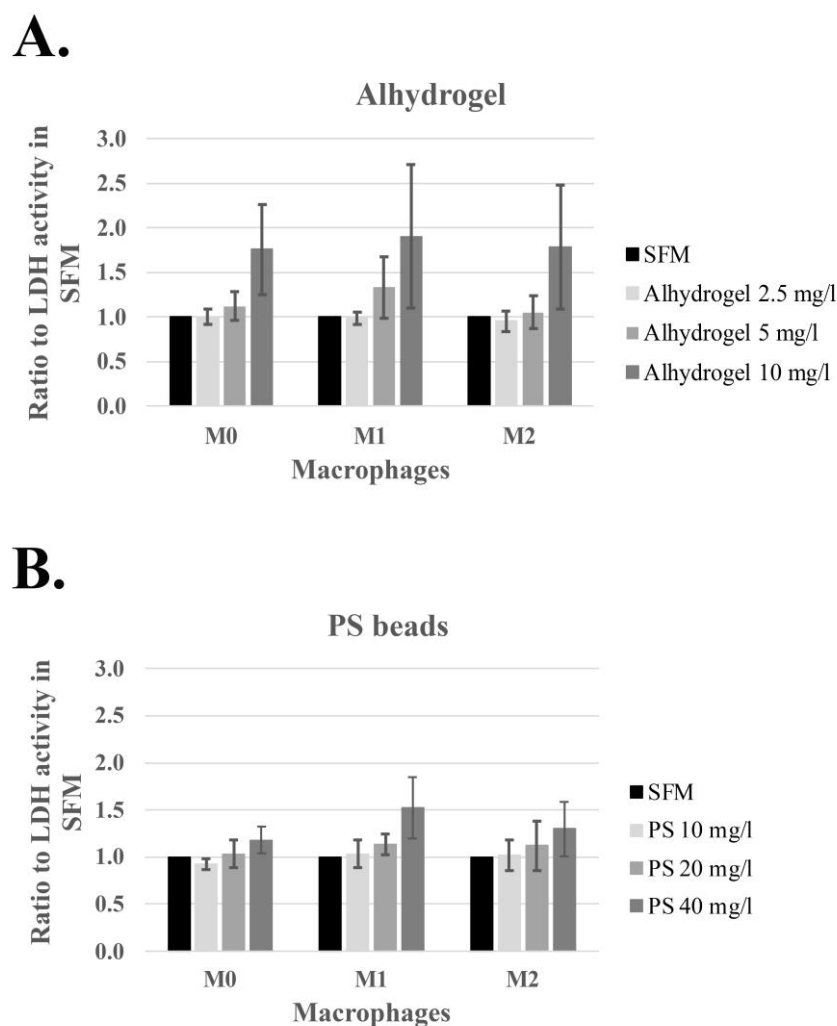 A.
Alhydrogel
Ratio to LDH activity in
SFM
3.0
2.5
2.0
1.5
1.0
0.5
0.0
M0 M1 M2
Macrophages
SFM
Alhydrogel 2.5 mg/l
Alhydrogel 5 mg/l
Alhydrogel 10 mg/l
B.
PS beads
Ratio to LDH activity in
SFM
3.0
2.5
2.0
1.5
1.0
0.5
0.0
M0 M1 M2
Macrophages
SFM
PS 10 mg/l
PS 20 mg/l
PS 40 mg/l